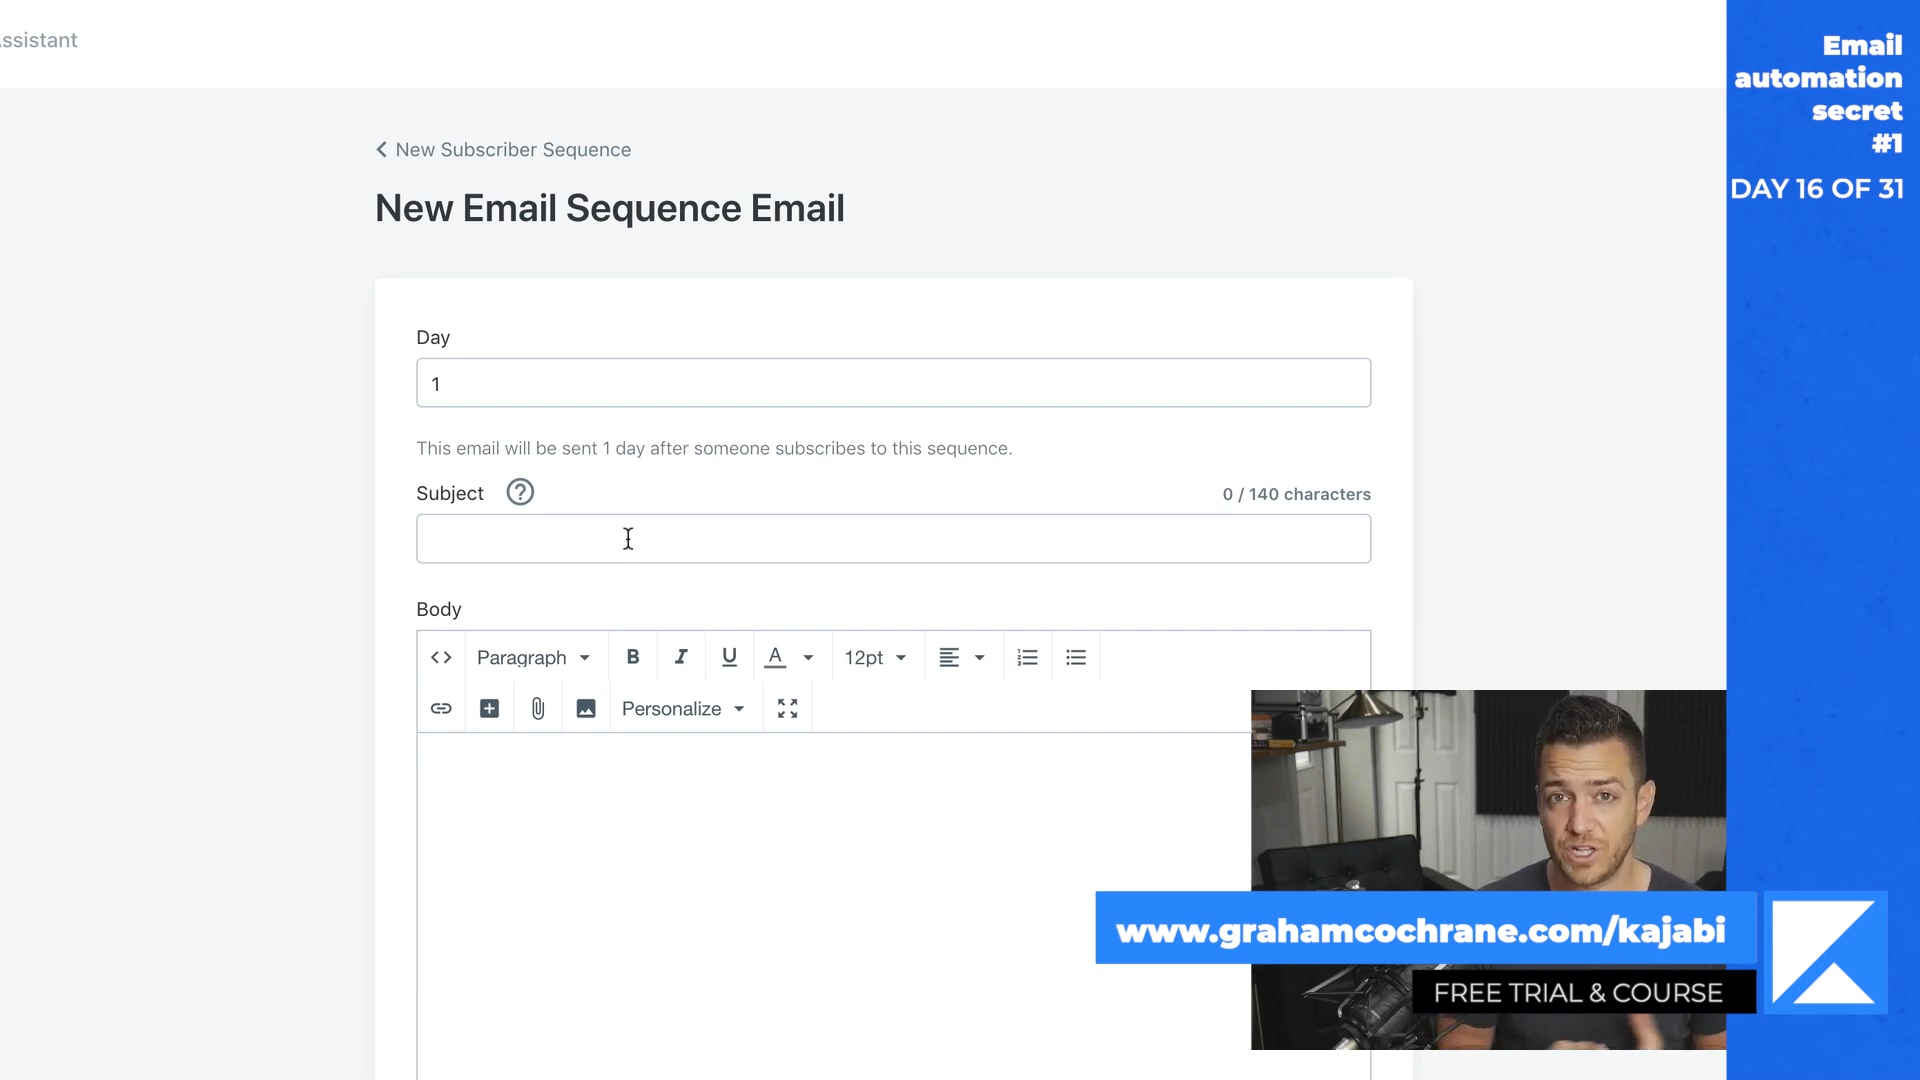 ssistant
Email
automation
secret
#1
DAY 16 OF 31
New Subscriber Sequence
New Email Sequence Email
Day
1
This email will be sent 1 day after someone subscribes to this sequence.
Subject
0 / 140 characters
Body
Paragraph
B I U A
12pt
Personalize
www.grahamcochrane.com/kajabi
FREE TRIAL & COURSE